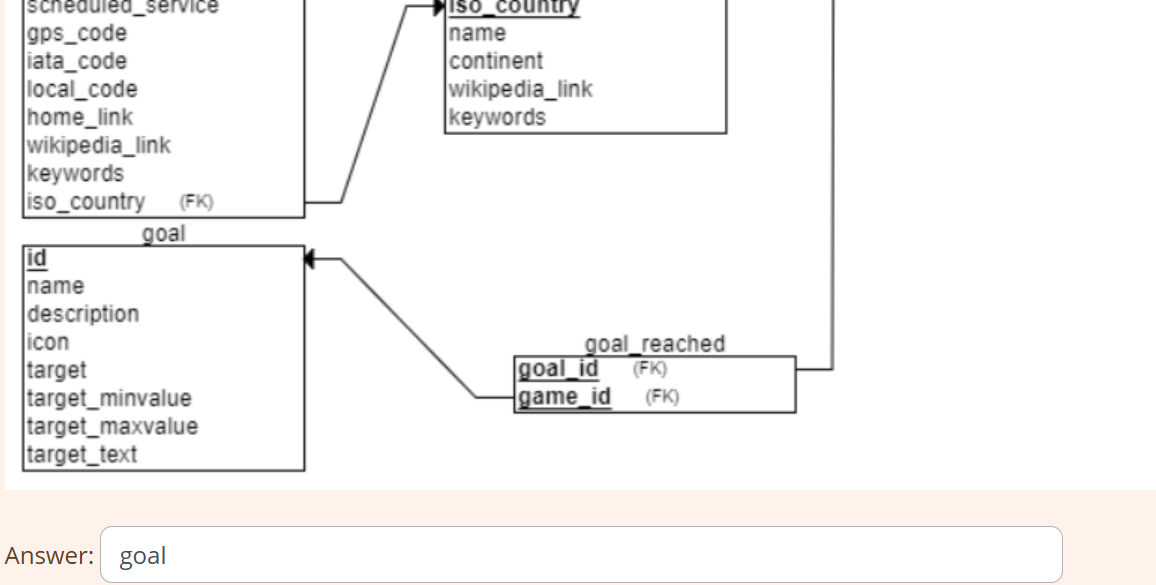 scheduled_service
gps_code
iata_code
local_code
home_link
wikipedia_link
keywords
iso_country (FK)
iso_country
name
continent
wikipedia_link
keywords
goal
id
name
description
icon
target
target_minvalue
target_maxvalue
target_text
goal_reached
goal_id (FK)
game_id (FK)
Answer: goal